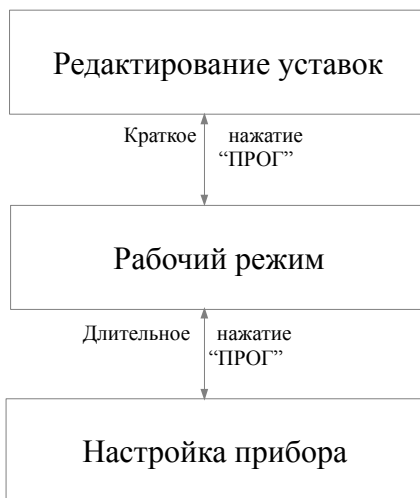 Редактирование уставок
Краткое нажатие
“ПРОГ”
Рабочий режим
Длительное нажатие
“ПРОГ”
Настройка прибора